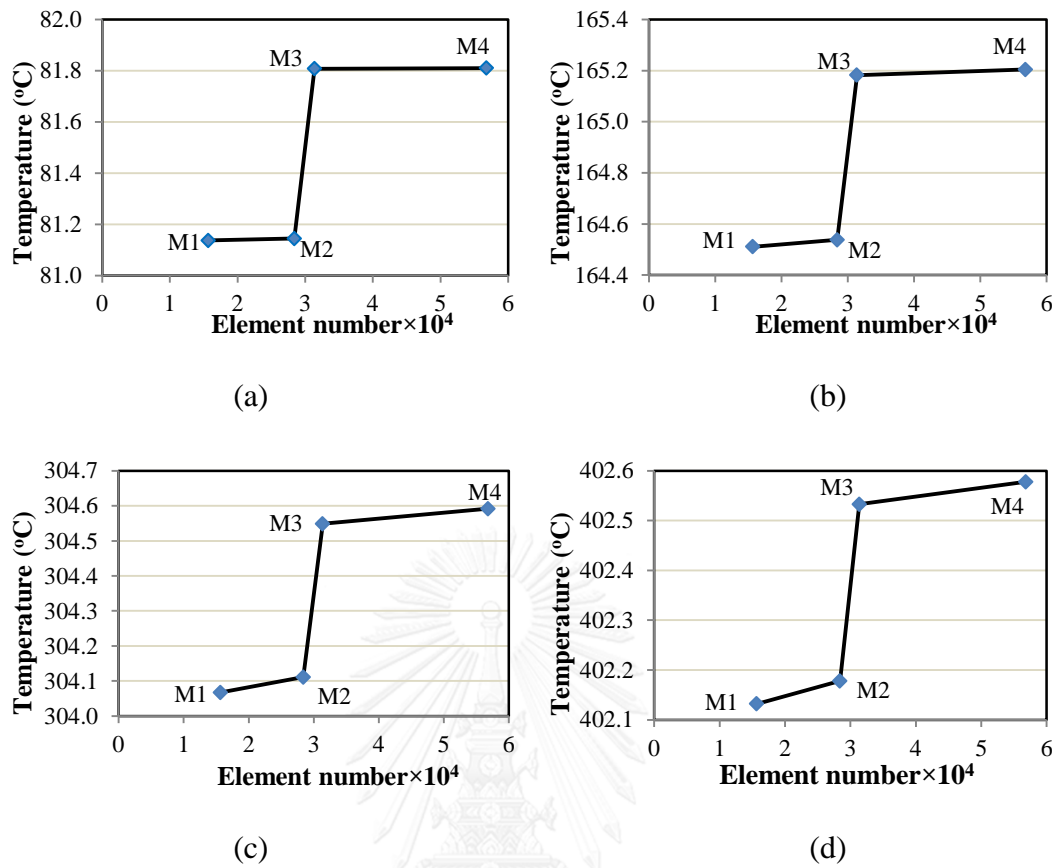 82.0
81.8
81.6
81.4
81.2
81.0
Temperature (ºC)
M1
M2
M3
M4
0 1 2 3 4 5 6
Element number×10⁴
(a)
165.4
165.2
165.0
164.8
164.6
164.4
Temperature (ºC)
M1
M2
M3
M4
0 1 2 3 4 5 6
Element number×10⁴
(b)
304.7
304.6
304.5
304.4
304.3
304.2
304.1
304.0
Temperature (ºC)
M1
M2
M3
M4
0 1 2 3 4 5 6
Element number×10⁴
(c)
402.6
402.5
402.4
402.3
402.2
402.1
Temperature (ºC)
M1
M2
M3
M4
0 1 2 3 4 5 6
Element number×10⁴
(d)